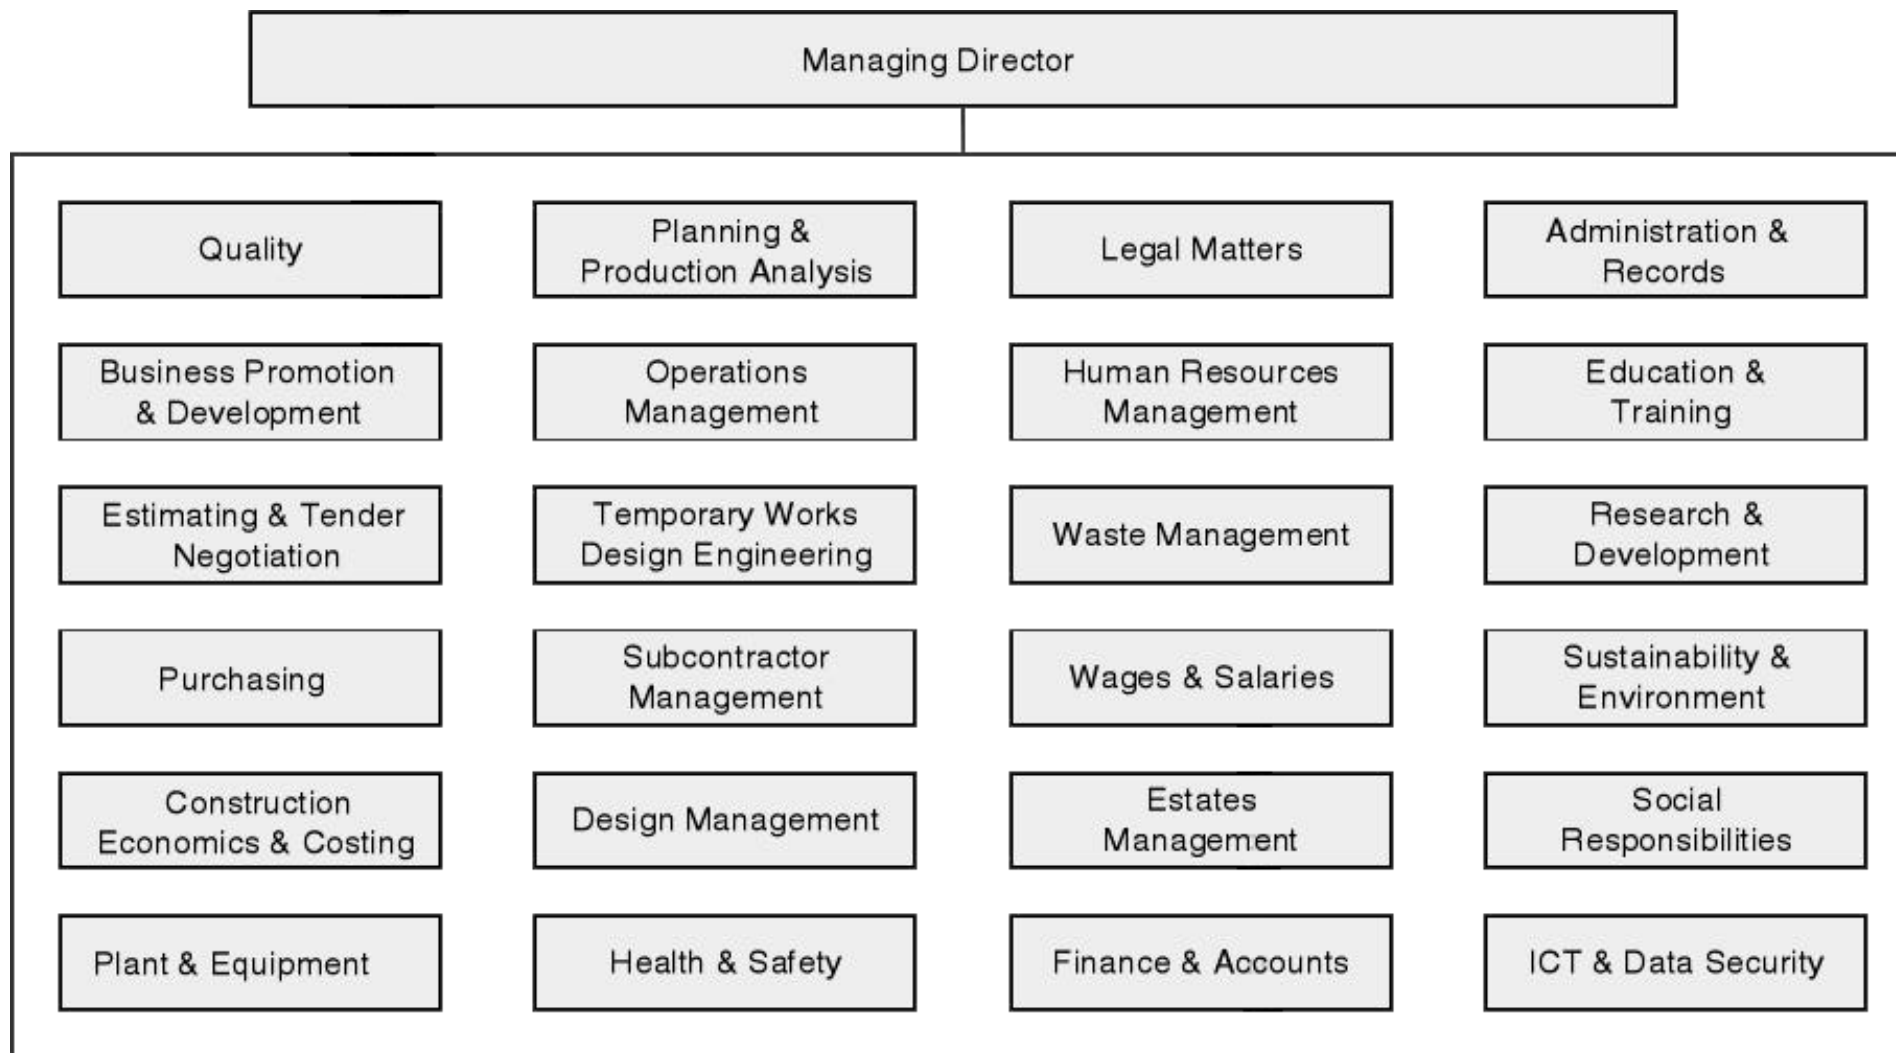 Managing Director
Quality
Planning &
Production Analysis
Legal Matters
Administration &
Records
Business Promotion
& Development
Operations
Management
Human Resources
Management
Education &
Training
Estimating & Tender
Negotiation
Temporary Works
Design Engineering
Waste Management
Research &
Development
Purchasing
Subcontractor
Management
Wages & Salaries
Sustainability &
Environment
Construction
Economics & Costing
Design Management
Estates
Management
Social
Responsibilities
Plant & Equipment
Health & Safety
Finance & Accounts
ICT & Data Security